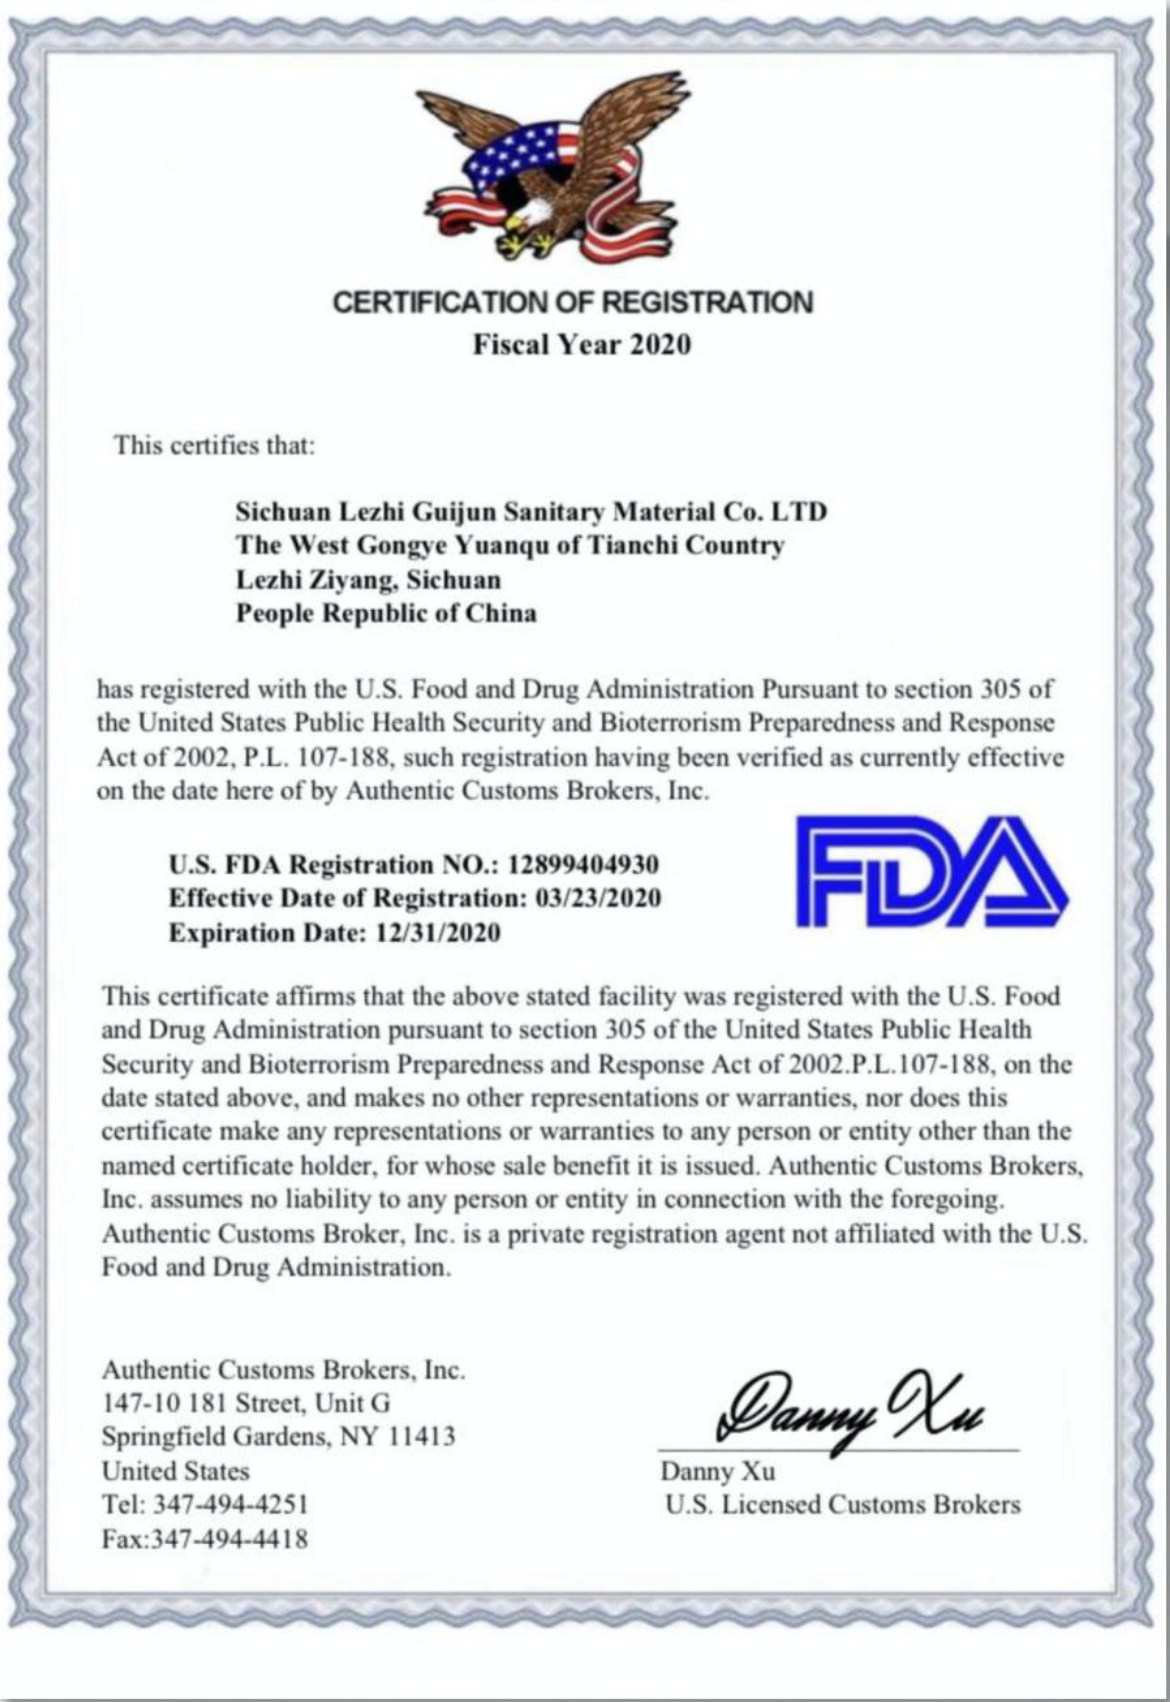 CERTIFICATION OF REGISTRATION
Fiscal Year 2020
This certifies that:
Sichuan Lezhi Guijun Sanitary Material Co. LTD
The West Gongye Yuanqu of Tianchi Country
Lezhi Ziyang, Sichuan
People Republic of China
has registered with the U.S. Food and Drug Administration Pursuant to section 305 of
the United States Public Health Security and Bioterrorism Preparedness and Response
Act of 2002, P.L. 107-188, such registration having been verified as currently effective
on the date here of by Authentic Customs Brokers, Inc.
U.S. FDA Registration NO.: 12899404930
Effective Date of Registration: 03/23/2020
Expiration Date: 12/31/2020
FDA
This certificate affirms that the above stated facility was registered with the U.S. Food
and Drug Administration pursuant to section 305 of the United States Public Health
Security and Bioterrorism Preparedness and Response Act of 2002.P.L.107-188, on the
date stated above, and makes no other representations or warranties, nor does this
certificate make any representations or warranties to any person or entity other than the
named certificate holder, for whose sale benefit it is issued. Authentic Customs Brokers,
Inc. assumes no liability to any person or entity in connection with the foregoing.
Authentic Customs Broker, Inc. is a private registration agent not affiliated with the U.S.
Food and Drug Administration.
Authentic Customs Brokers, Inc.
147-10 181 Street, Unit G
Springfield Gardens, NY 11413
United States
Tel: 347-494-4251
Fax:347-494-4418
Danny Xu
Danny Xu
U.S. Licensed Customs Brokers